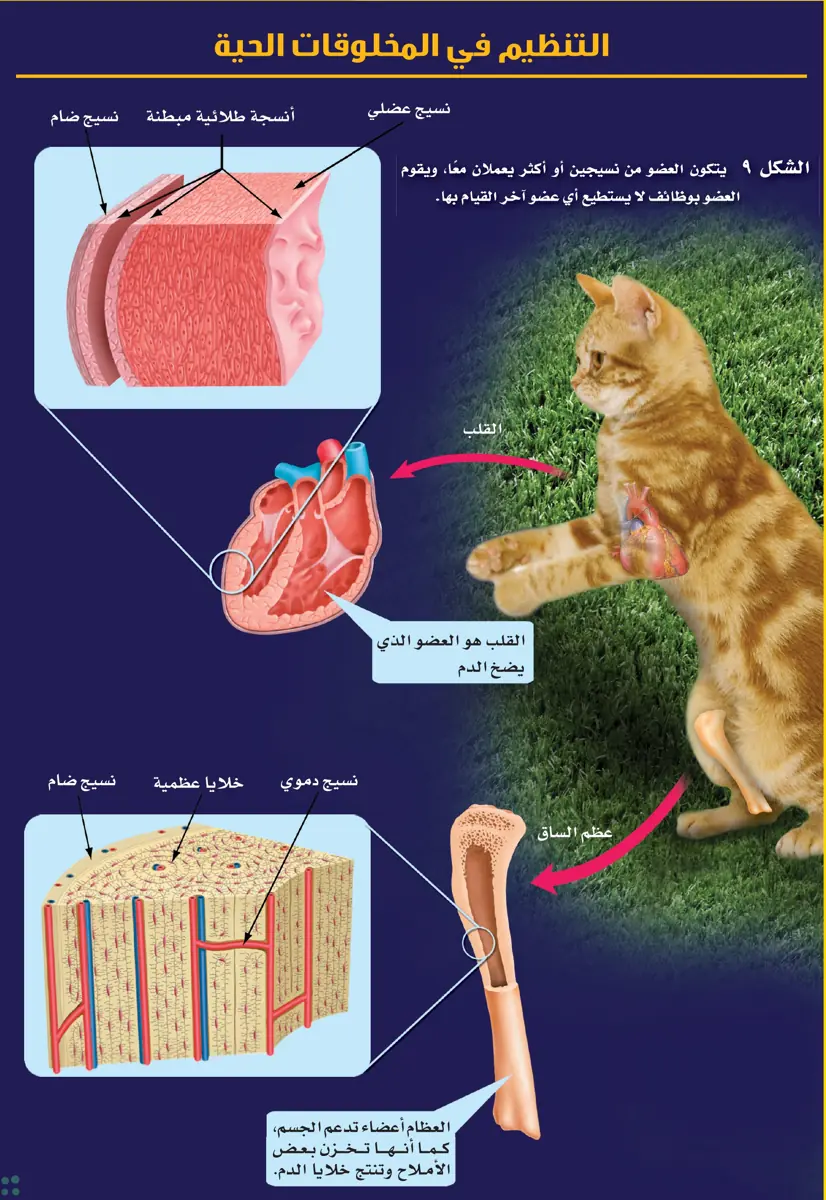 التنظيم في المخلوقات الحية
نسيج عضلي
أنسجة طلائية مبطنة
نسيج ضام
الشكل ٩ يتكون العضو من نسيجين أو أكثر يعملان معًا، ويقوم
العضو بوظائف لا يستطيع أي عضو آخر القيام بها.
القلب
القلب هو العضو الذي
يضخ الدم
نسيج دموي
خلايا عظمية
نسيج ضام
عظم الساق
العظام أعضاء تدعم الجسم،
كما أنها تخزن بعض
الأملاح وتنتج خلايا الدم.